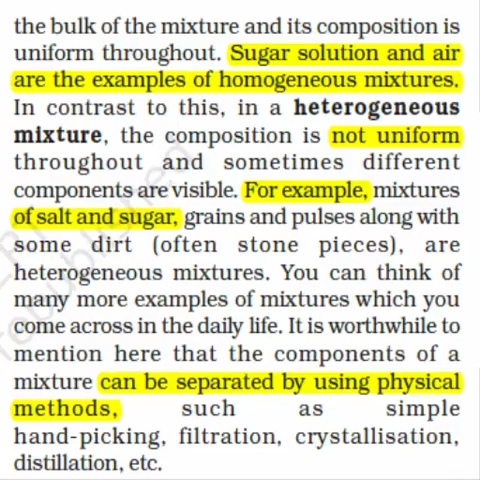 the bulk of the mixture and its composition is
uniform throughout. Sugar solution and air
are the examples of homogeneous mixtures.
In contrast to this, in a heterogeneous
mixture, the composition is not uniform
throughout and sometimes different
components are visible. For example, mixtures
of salt and sugar, grains and pulses along with
some dirt (often stone pieces), are
heterogeneous mixtures. You can think of
many more examples of mixtures which you
come across in the daily life. It is worthwhile to
mention here that the components of a
mixture can be separated by using physical
methods, such as simple
hand-picking, filtration, crystallisation,
distillation, etc.